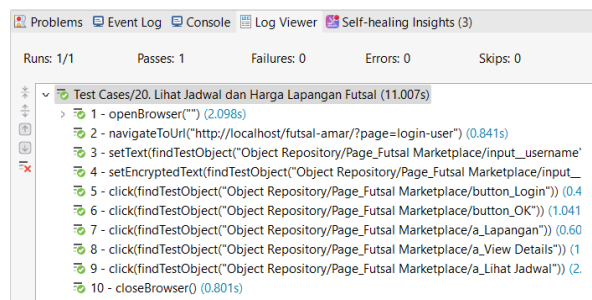 Problems Event Log Console Log Viewer Self-healing Insights (3)
Runs: 1/1 Passes: 1 Failures: 0 Errors: 0 Skips: 0
Test Cases/20. Lihat Jadwal dan Harga Lapangan Futsal (11.007s)
1 - openBrowser("") (2.098s)
2 - navigateToUrl("http://localhost/futsal-amar/?page=login-user") (0.841s)
3 - setText(findTestObject("Object Repository/Page_Futsal Marketplace/input__username"
4 - setEncryptedText(findTestObject("Object Repository/Page_Futsal Marketplace/input__
5 - click(findTestObject("Object Repository/Page_Futsal Marketplace/button_Login")) (0.4
6 - click(findTestObject("Object Repository/Page_Futsal Marketplace/button_OK")) (1.041
7 - click(findTestObject("Object Repository/Page_Futsal Marketplace/a_Lapangan")) (0.60
8 - click(findTestObject("Object Repository/Page_Futsal Marketplace/a_View Details")) (1
9 - click(findTestObject("Object Repository/Page_Futsal Marketplace/a_Lihat Jadwal")) (2.
10 - closeBrowser() (0.801s)